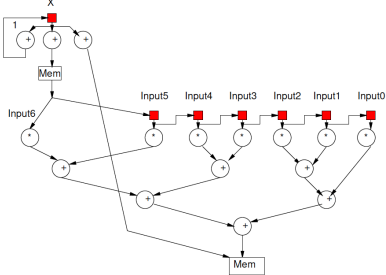 X
1
+ + +
Mem
Input5 Input4 Input3 Input2 Input1 Input0
Input6
* * * * * * *
+ + +
+ +
+
Mem